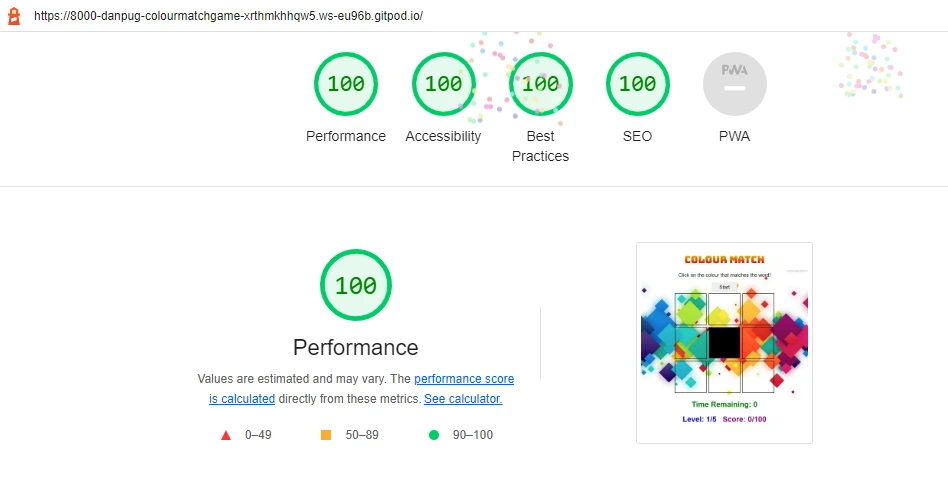 https://8000-danpug-colourmatchgame-xrthmkhhqw5.ws-eu96b.gitpod.io/
100 100 100 100 PWA
Performance Accessibility Best Practices SEO PWA
100
Performance
Values are estimated and may vary. The performance score
is calculated directly from these metrics. See calculator.
0–49 50–89 90–100
COLOUR MATCH
Click on the colour that matches the word!
Start
Time Remaining: 0
Level: 1/5 Score: 0/100